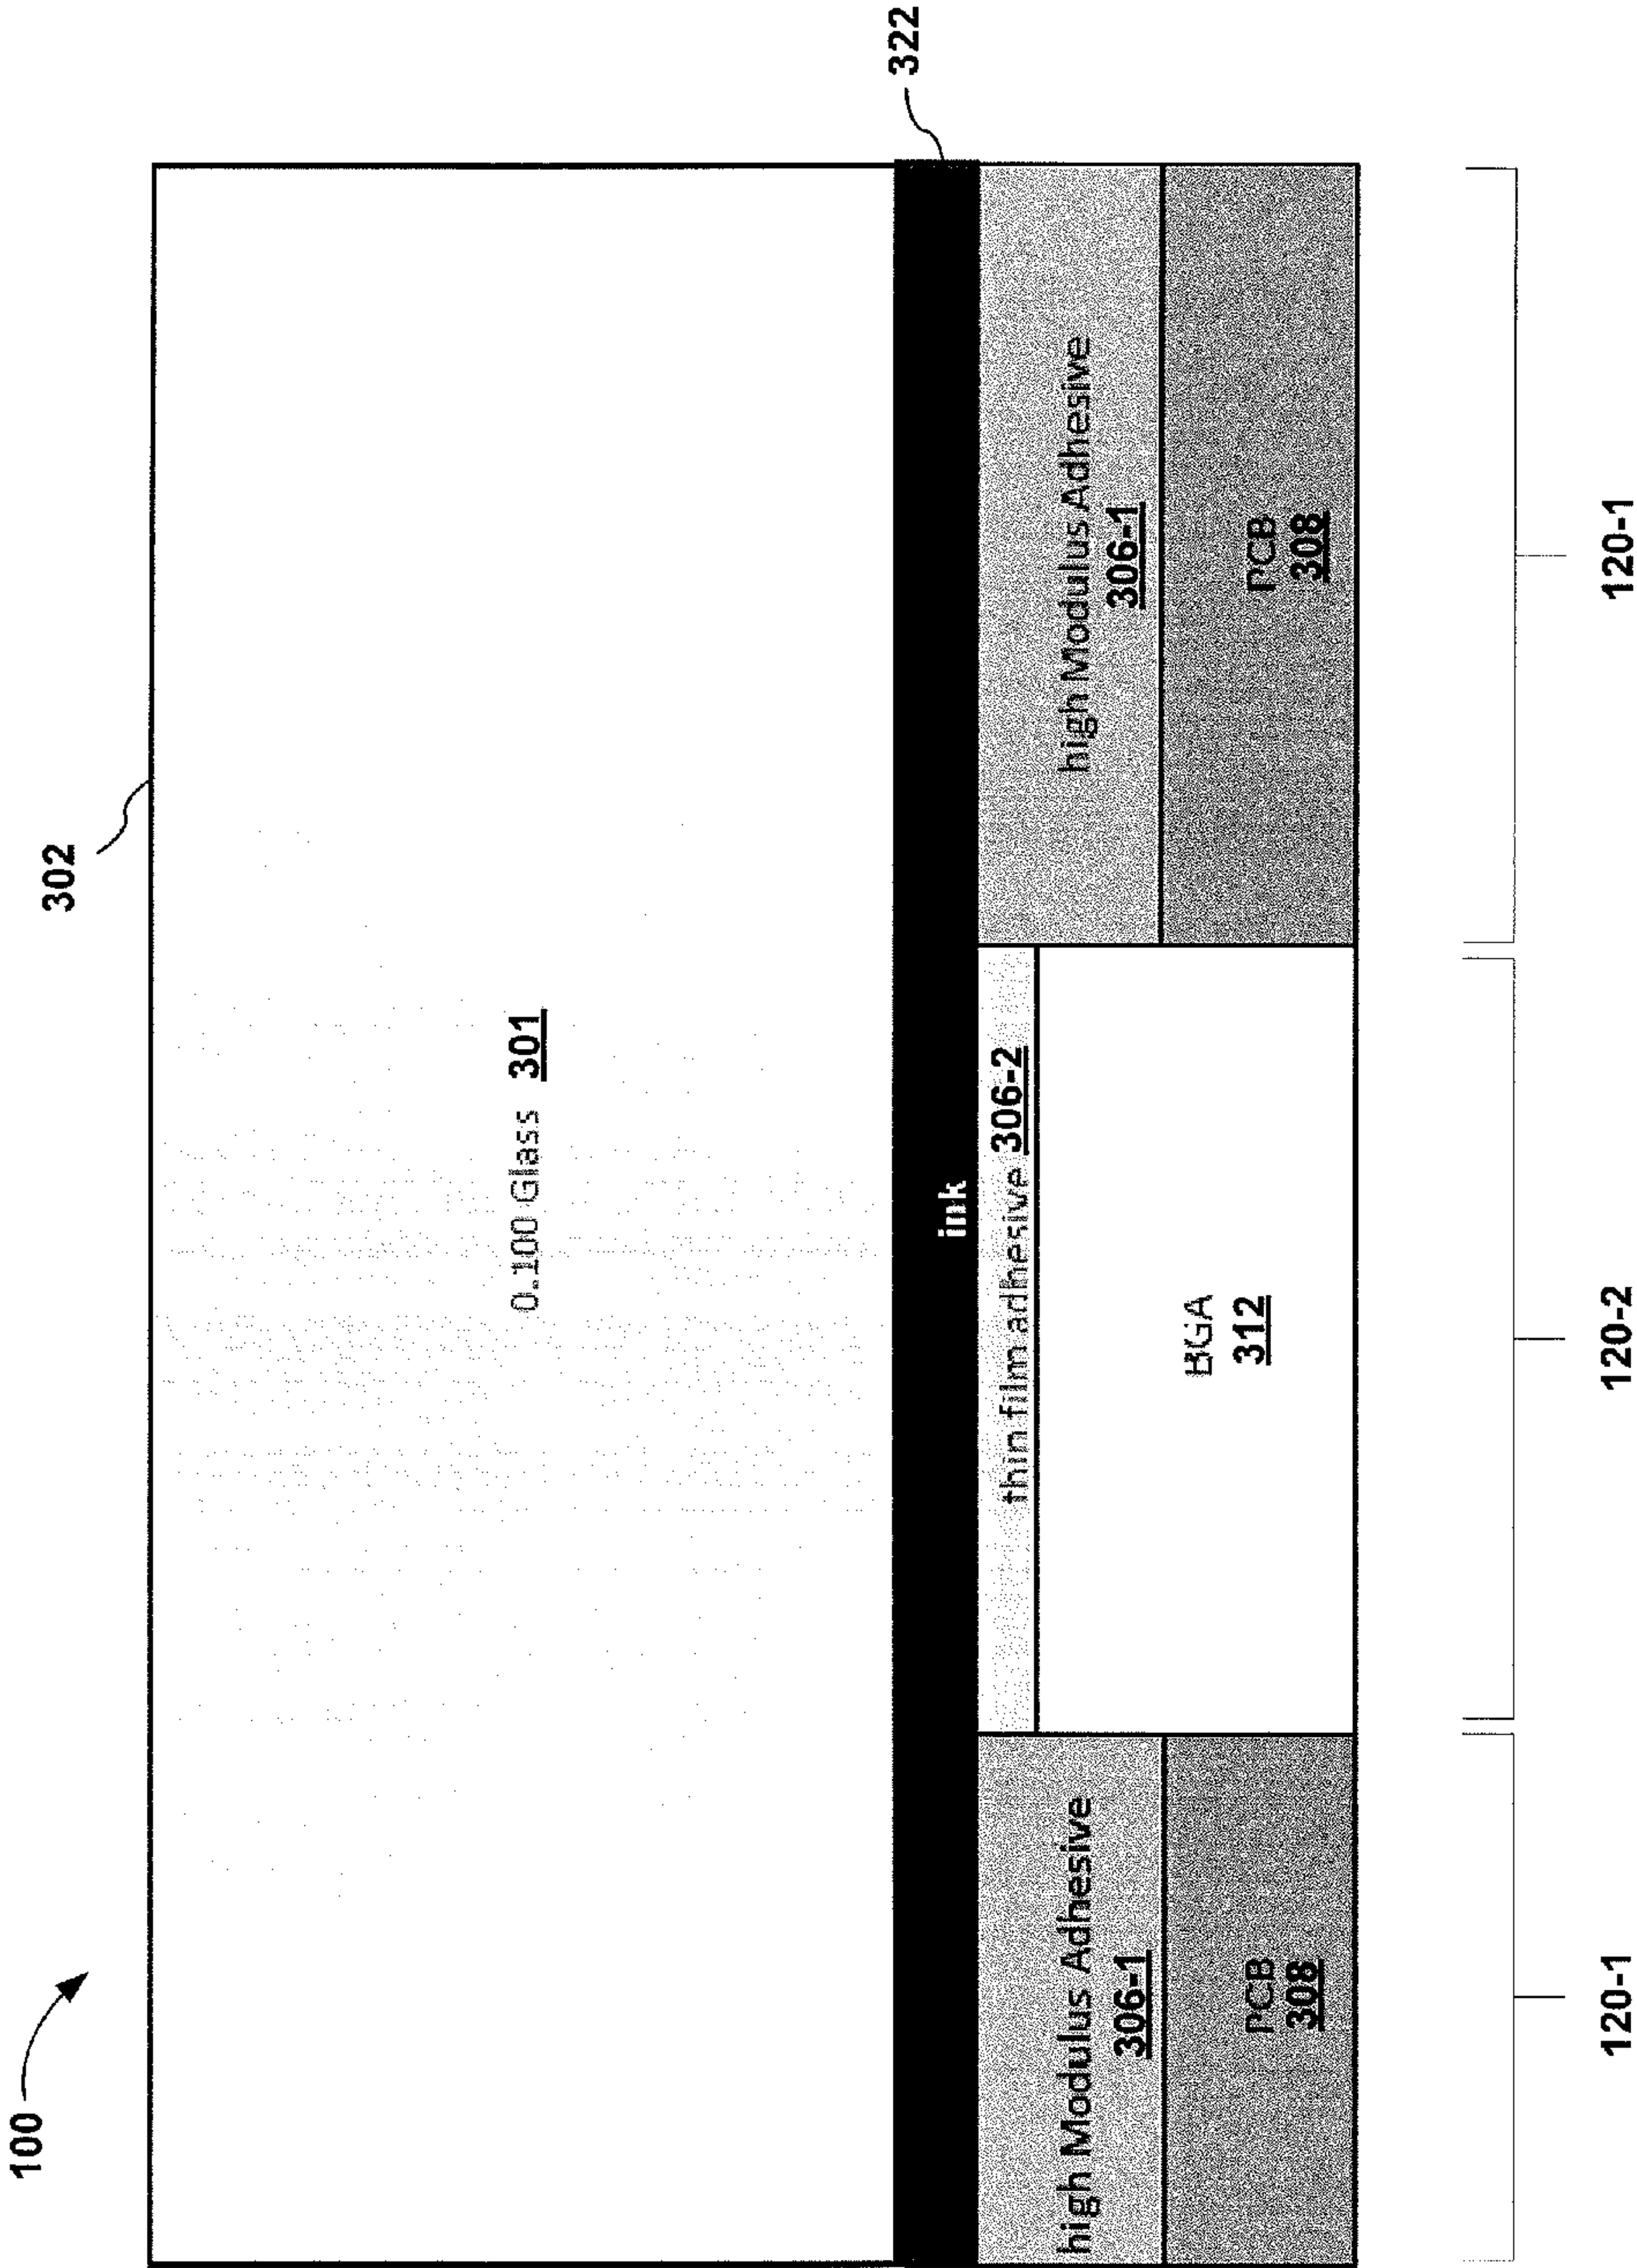 100
302
0.100 Glass 301
322
ink
high Modulus Adhesive
306-1
thin film adhesive 306-2
high Modulus Adhesive
306-1
PCB
308
BGA
312
PCB
308
120-1
120-2
120-1